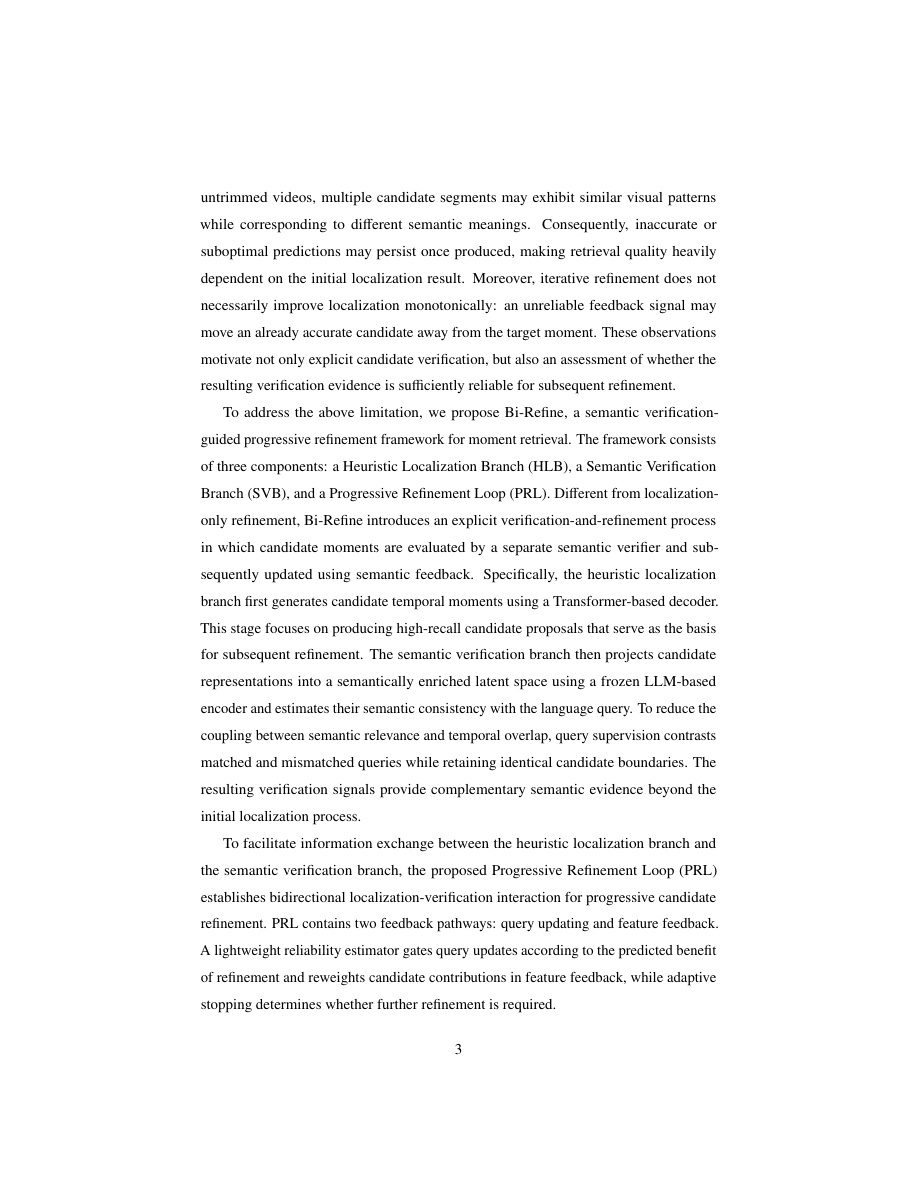 untrimmed videos, multiple candidate segments may exhibit similar visual patterns
while corresponding to different semantic meanings. Consequently, inaccurate or
suboptimal predictions may persist once produced, making retrieval quality heavily
dependent on the initial localization result. Moreover, iterative refinement does not
necessarily improve localization monotonically: an unreliable feedback signal may
move an already accurate candidate away from the target moment. These observations
motivate not only explicit candidate verification, but also an assessment of whether the
resulting verification evidence is sufficiently reliable for subsequent refinement.
To address the above limitation, we propose Bi-Refine, a semantic verification-
guided progressive refinement framework for moment retrieval. The framework consists
of three components: a Heuristic Localization Branch (HLB), a Semantic Verification
Branch (SVB), and a Progressive Refinement Loop (PRL). Different from localization-
only refinement, Bi-Refine introduces an explicit verification-and-refinement process
in which candidate moments are evaluated by a separate semantic verifier and sub-
sequently updated using semantic feedback. Specifically, the heuristic localization
branch first generates candidate temporal moments using a Transformer-based decoder.
This stage focuses on producing high-recall candidate proposals that serve as the basis
for subsequent refinement. The semantic verification branch then projects candidate
representations into a semantically enriched latent space using a frozen LLM-based
encoder and estimates their semantic consistency with the language query. To reduce the
coupling between semantic relevance and temporal overlap, query supervision contrasts
matched and mismatched queries while retaining identical candidate boundaries. The
resulting verification signals provide complementary semantic evidence beyond the
initial localization process.
To facilitate information exchange between the heuristic localization branch and
the semantic verification branch, the proposed Progressive Refinement Loop (PRL)
establishes bidirectional localization-verification interaction for progressive candidate
refinement. PRL contains two feedback pathways: query updating and feature feedback.
A lightweight reliability estimator gates query updates according to the predicted benefit
of refinement and reweights candidate contributions in feature feedback, while adaptive
stopping determines whether further refinement is required.
3